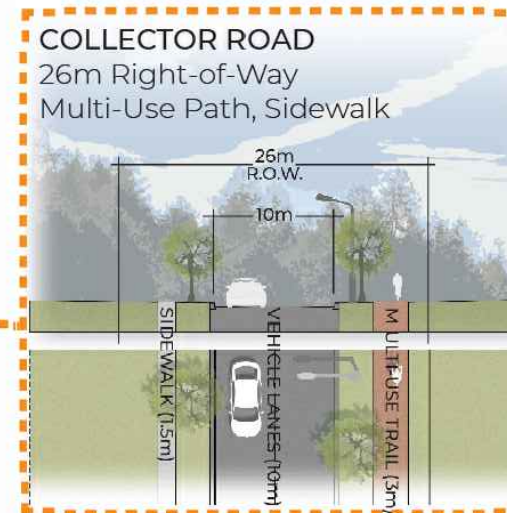 COLLECTOR ROAD
26m Right-of-Way
Multi-Use Path, Sidewalk
26m
R.O.W.
10m
SIDEWALK (1.5m)
VEHICLE LANES (10m)
MULTI-USE TRAIL (3m)